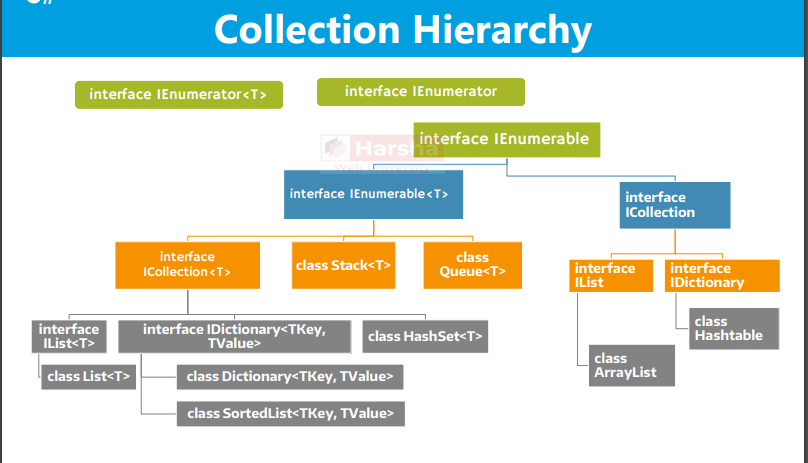 Collection Hierarchy
interface IEnumerator<T>
interface IEnumerator
interface IEnumerable
Harsha
Web University
interface IEnumerable<T>
interface
ICollection
interface
ICollection<T>
class Stack<T>
class
Queue<T>
interface
IList
interface
IDictionary
interface
IList<T>
interface IDictionary<TKey,
TValue>
class HashSet<T>
class
Hashtable
class List<T>
class Dictionary<TKey, TValue>
class
ArrayList
class SortedList<TKey, TValue>